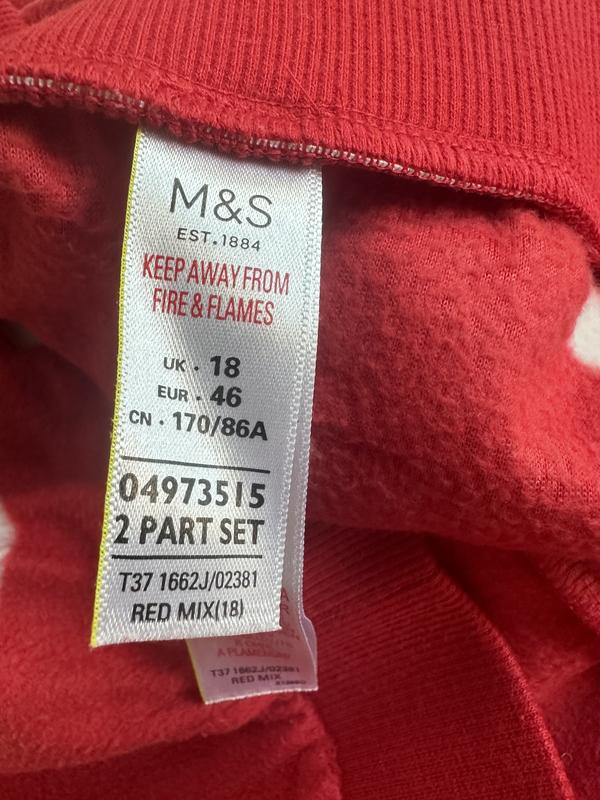 M&S
EST.1884
KEEP AWAY FROM
FIRE & FLAMES
UK · 18
EUR · 46
CN · 170/86A
04973515
2 PART SET
T37 1662J/02381
RED MIX(18)
A PLAMEN
T37 1662J/02381
RED MIX